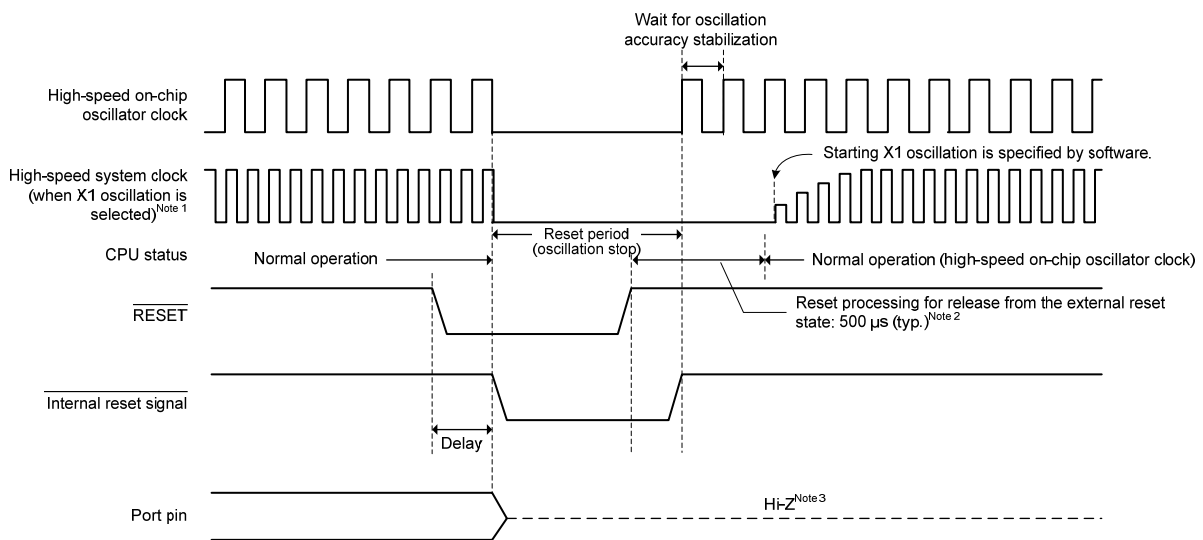 Wait for oscillation
accuracy stabilization
High-speed on-chip
oscillator clock
Starting X1 oscillation is specified by software.
High-speed system clock
(when X1 oscillation is
selected)Note 1
Reset period
(oscillation stop)
CPU status
Normal operation
Normal operation (high-speed on-chip oscillator clock)
RESET
Reset processing for release from the external reset
state: 500 µs (typ.)Note 2
Internal reset signal
Delay
Port pin
Hi-ZNote 3